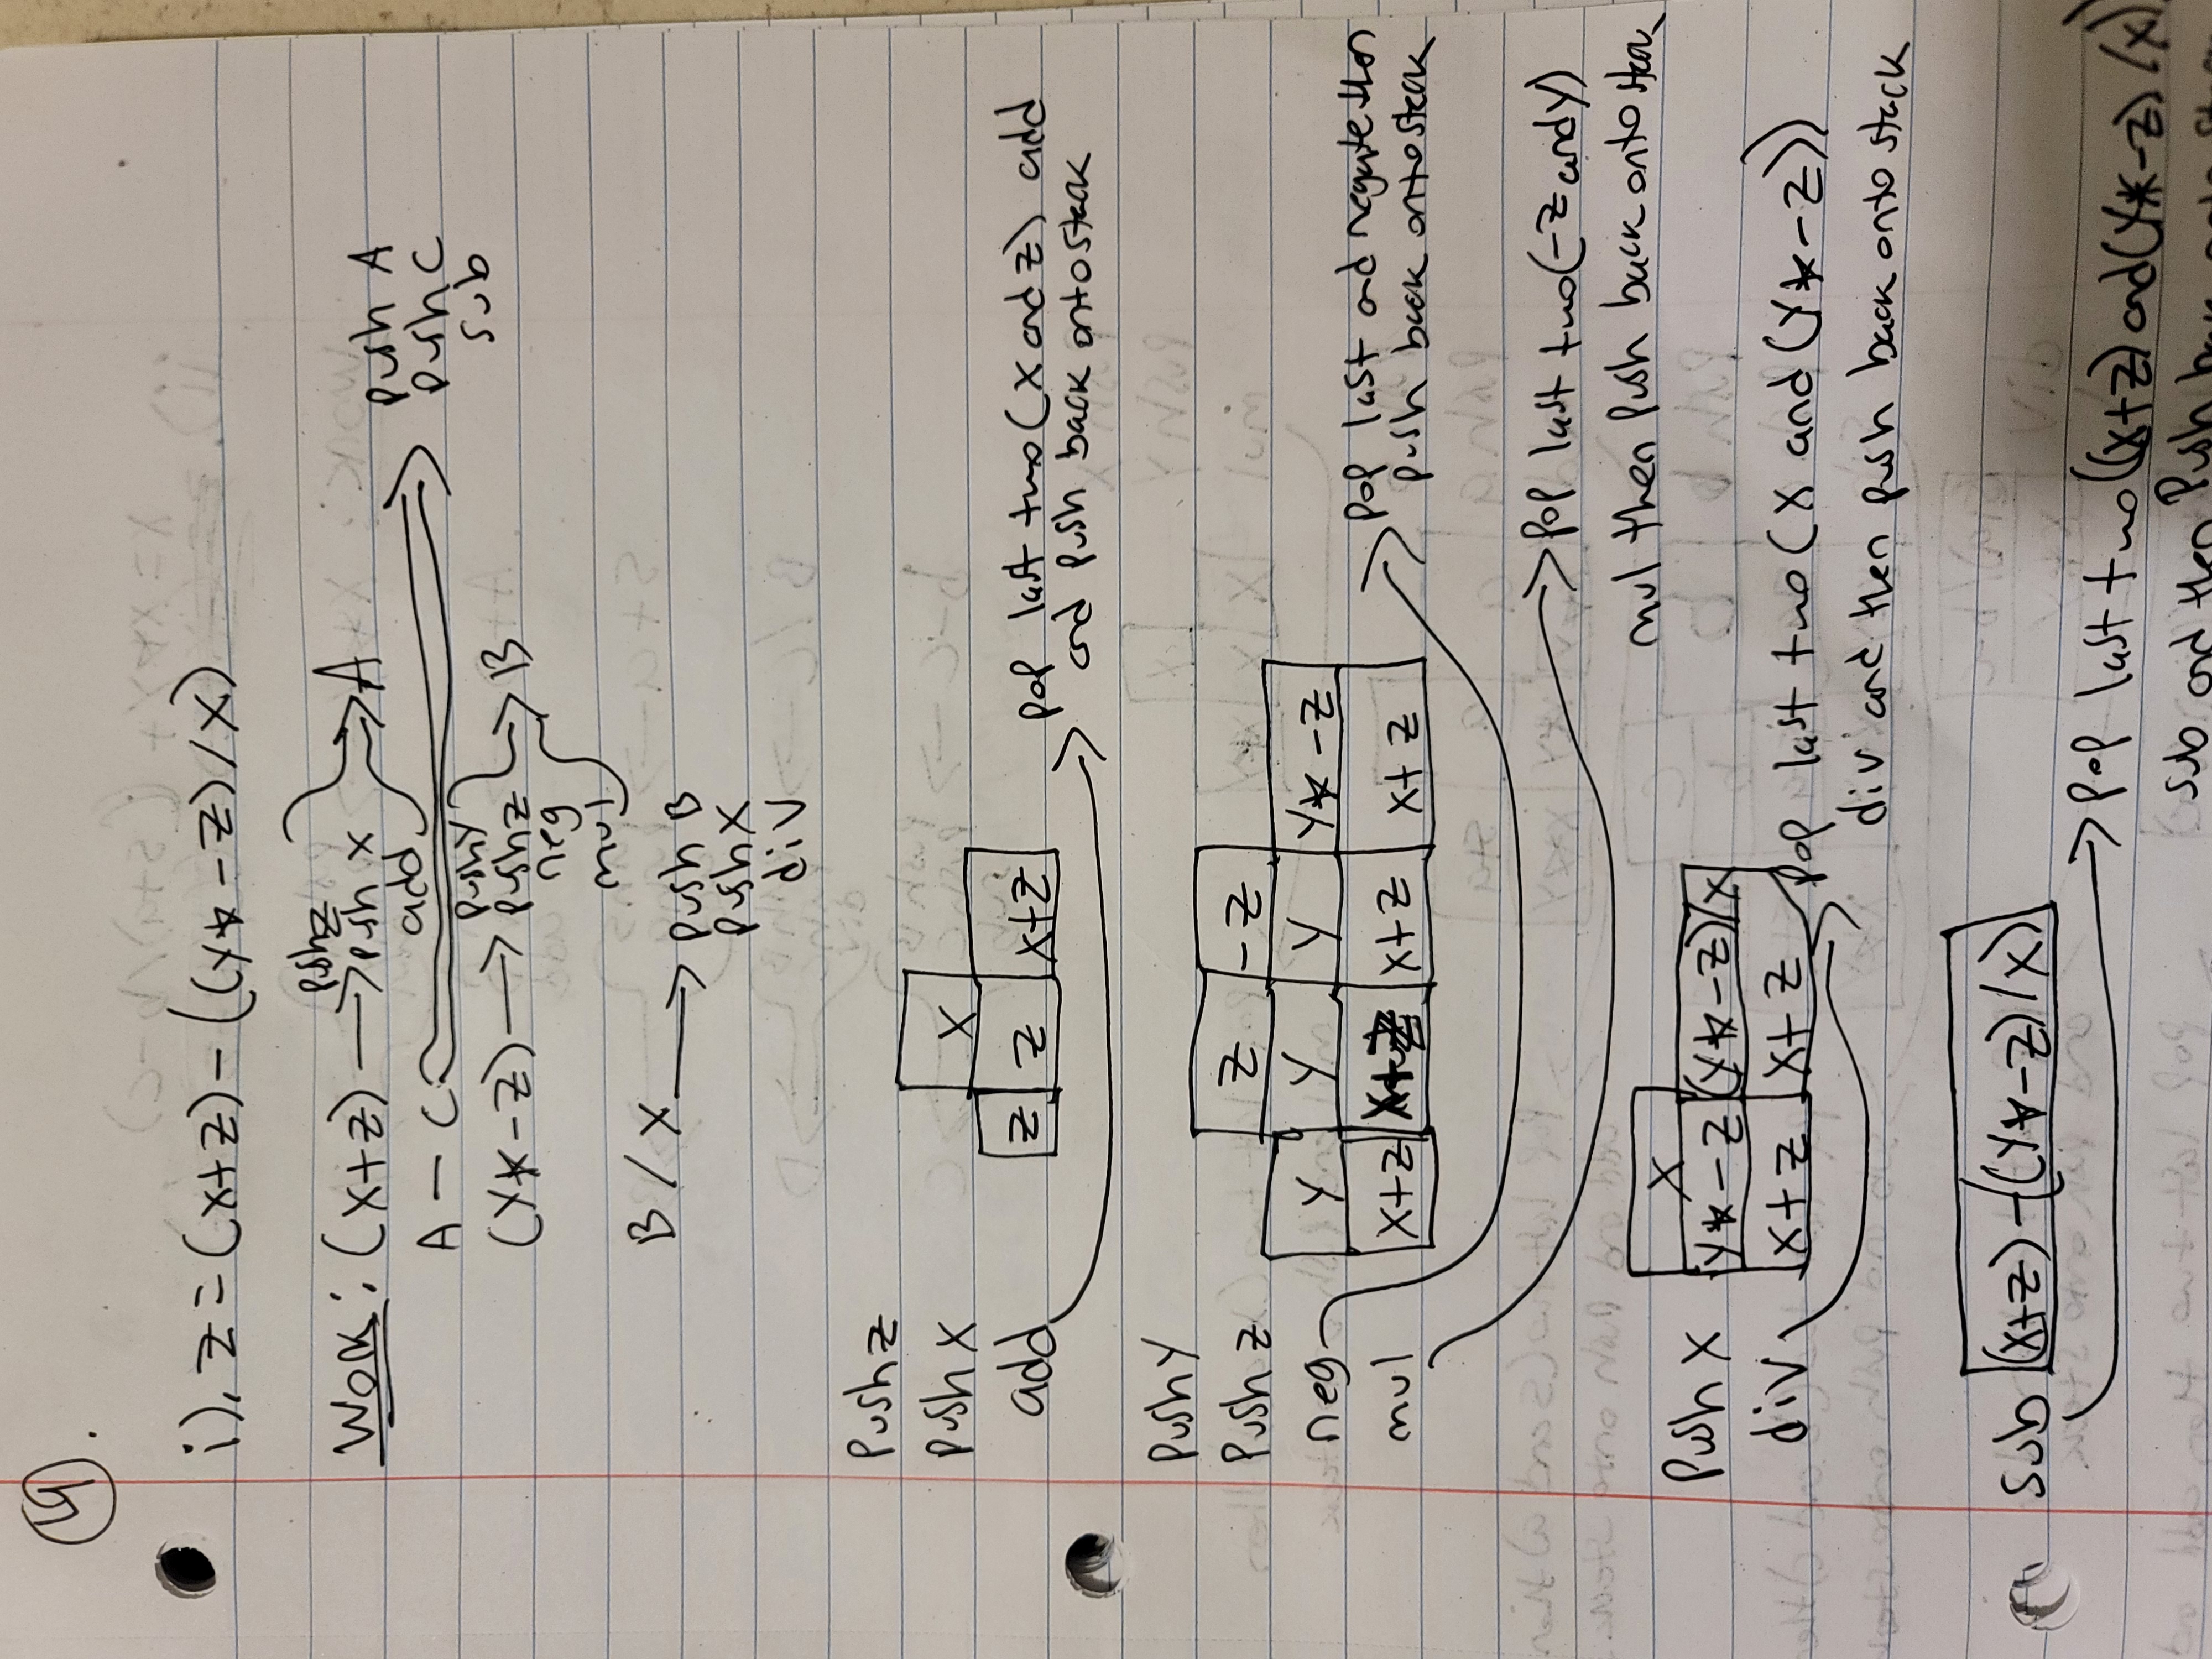 4.
i). z = (x+z) - ((y* - z) / x)
Work: (x+z) → push z
push x → A
add
A - C → push A
push C
sub
(y* - z) → push y
push z → B
neg
mul
B / x → push B
push x
div
push z
push x
add
x
z z x+z
pop last two (x and z) add
and push back onto stack
push y
push z
neg
mul
z -z
y y y y* -z
x+z x+z x+z x+z
pop last and negate then
push back onto stack
pop last two (-z and y)
mul then push back onto stack
push x
div
x
y* -z (y* -z)/x
x+z x+z
pop last two (x and (y* -z))
div and then push back onto stack
sub (x+z) - ((y* -z) / x)
pop last two ((x+z) and (y* -z) / x)
sub and then push back onto stack